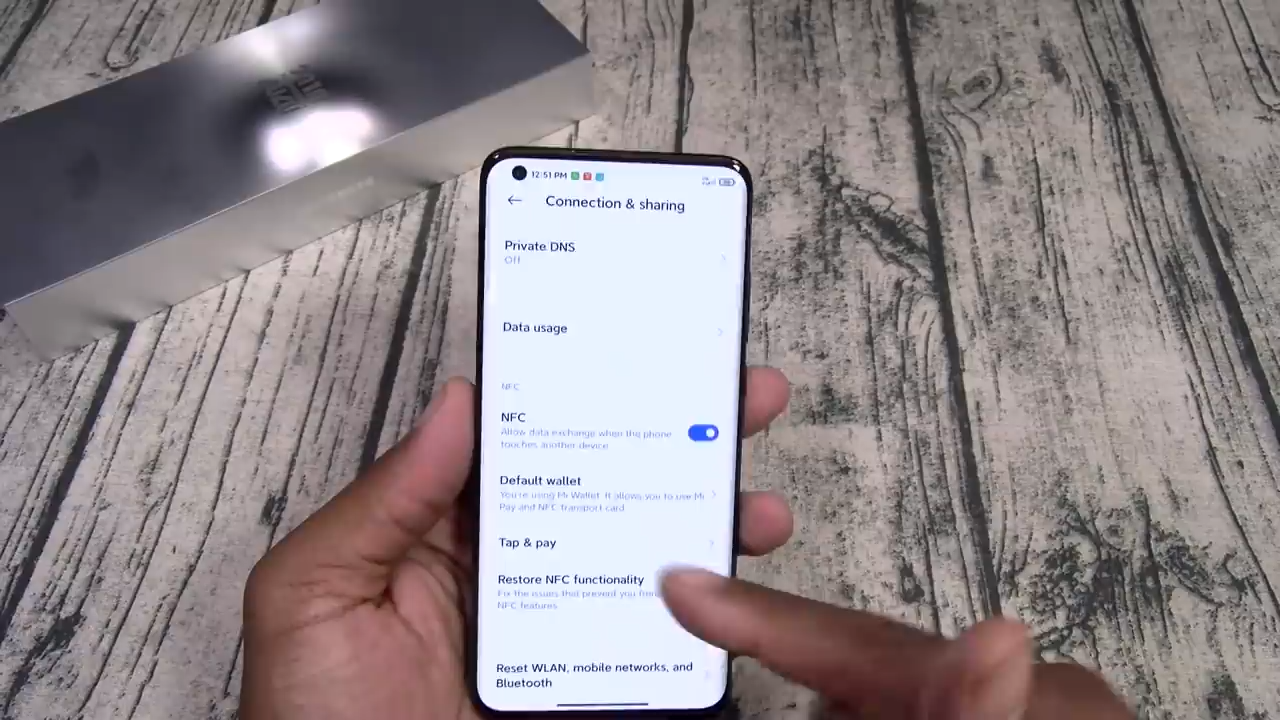 12:51 PM
Connection & sharing
Private DNS
Off
Data usage
NFC
NFC
Allow data exchange when the phone
touches another device
Default wallet
You're using Mi Wallet. It allows you to use Mi
Pay and NFC transport card
Tap & pay
Restore NFC functionality
Fix the issues that prevent you from
NFC features
Reset WLAN, mobile networks, and
Bluetooth